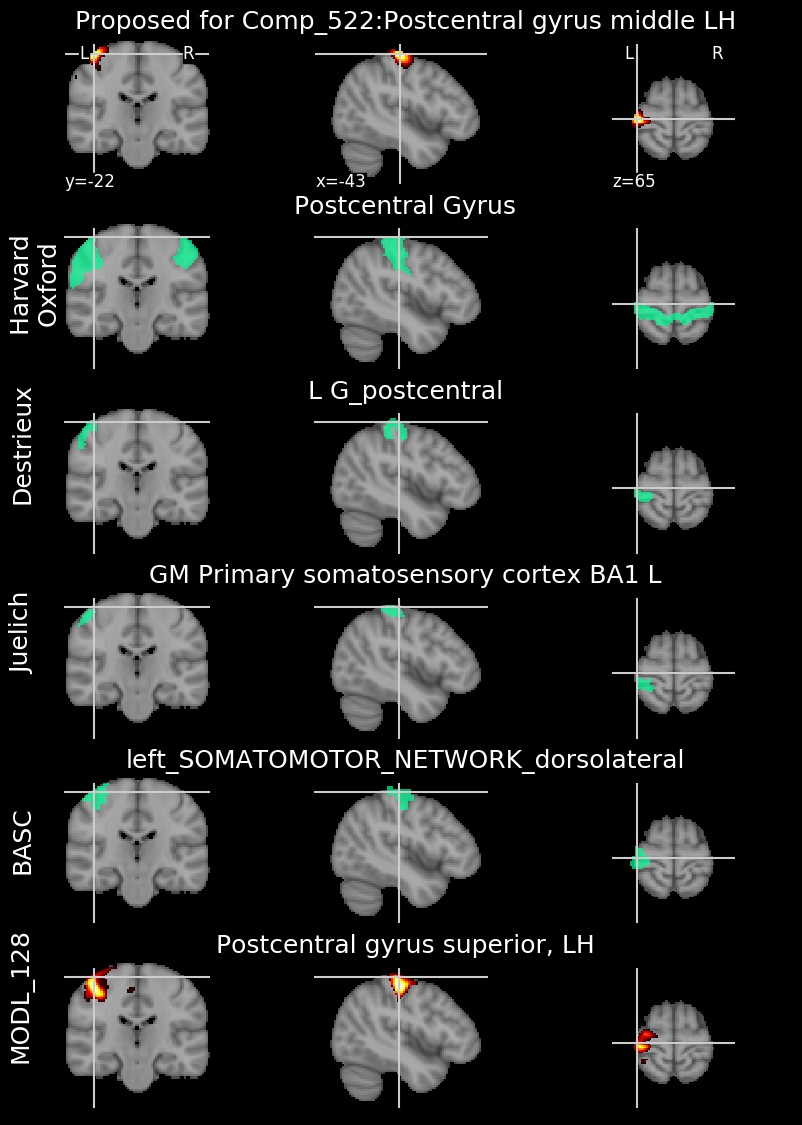 Proposed for Comp_522:Postcentral gyrus middle LH
L R
L R
y=-22
x=-43
z=65
Postcentral Gyrus
Harvard
Oxford
L G_postcentral
Destrieux
GM Primary somatosensory cortex BA1 L
Juelich
left_SOMATOMOTOR_NETWORK_dorsolateral
BASC
Postcentral gyrus superior, LH
MODL_128